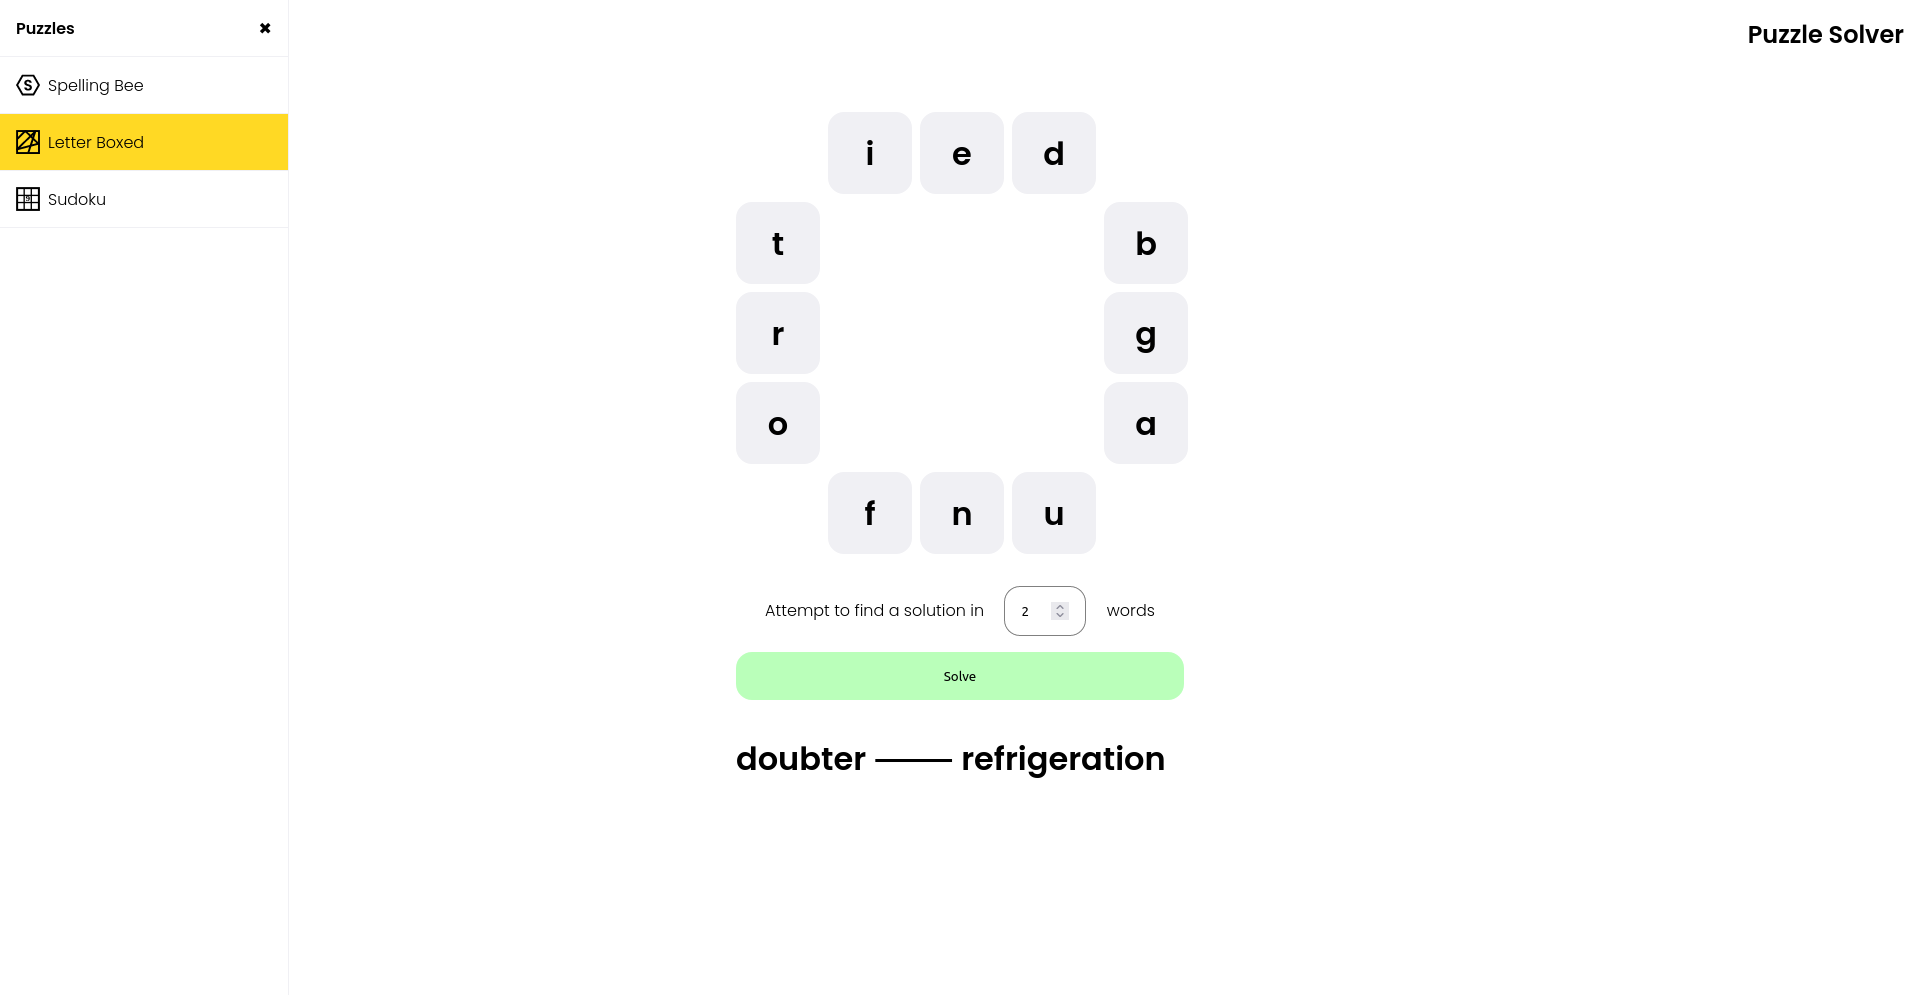 Puzzles ✖
Puzzle Solver
S Spelling Bee
Letter Boxed
Sudoku
i e d
t b
r g
o a
f n u
Attempt to find a solution in 2 words
Solve
doubter —— refrigeration